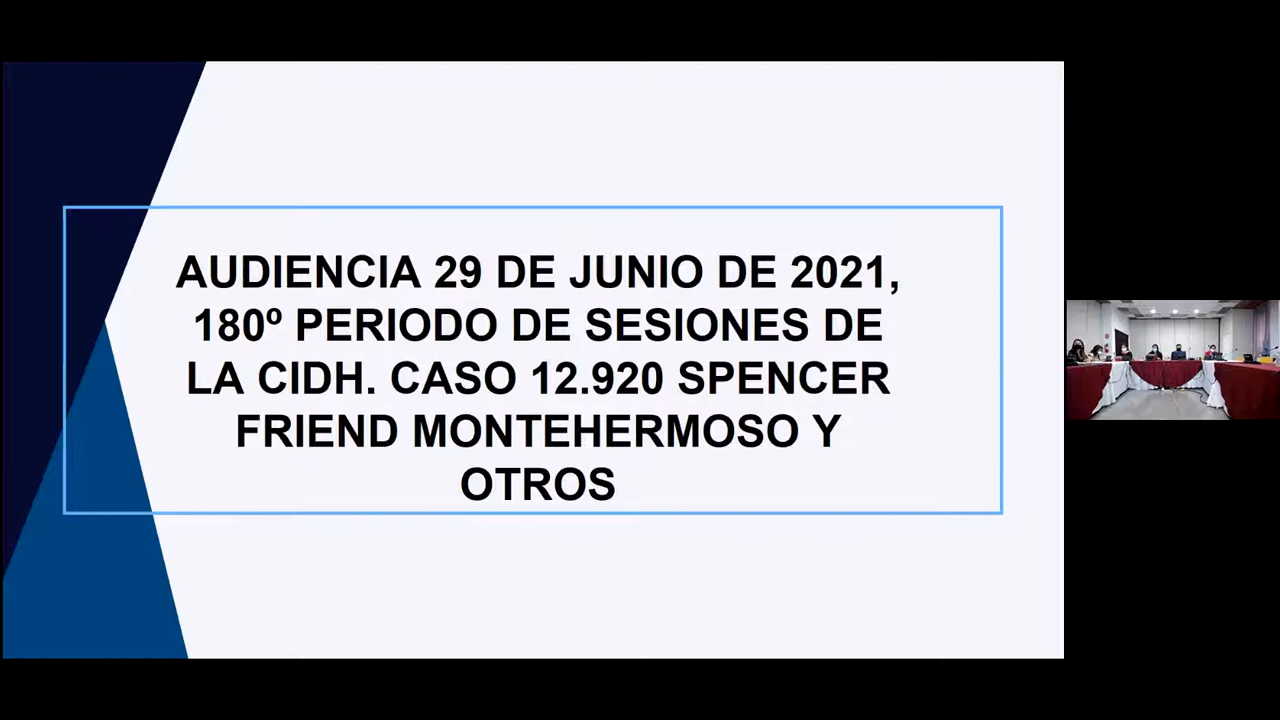 AUDIENCIA 29 DE JUNIO DE 2021,
180º PERIODO DE SESIONES DE
LA CIDH. CASO 12.920 SPENCER
FRIEND MONTEHERMOSO Y
OTROS